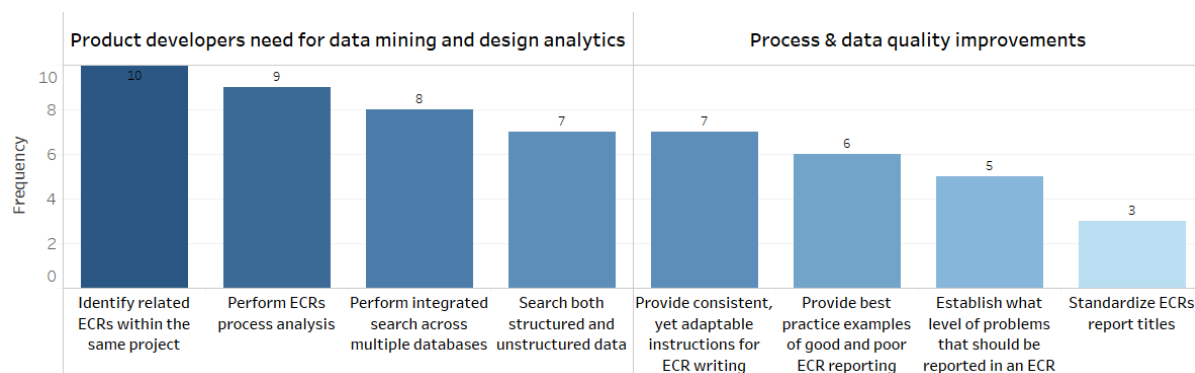 Product developers need for data mining and design analytics
Process & data quality improvements
Frequency
10
8
6
4
2
0
10
9
8
7
7
6
5
3
Identify related
ECRs within the
same project
Perform ECRs
process analysis
Perform integrated
search across
multiple databases
Search both
structured and
unstructured data
Provide consistent,
yet adaptable
instructions for
ECR writing
Provide best
practice examples
of good and poor
ECR reporting
Establish what
level of problems
that should be
reported in an ECR
Standardize ECRs
report titles